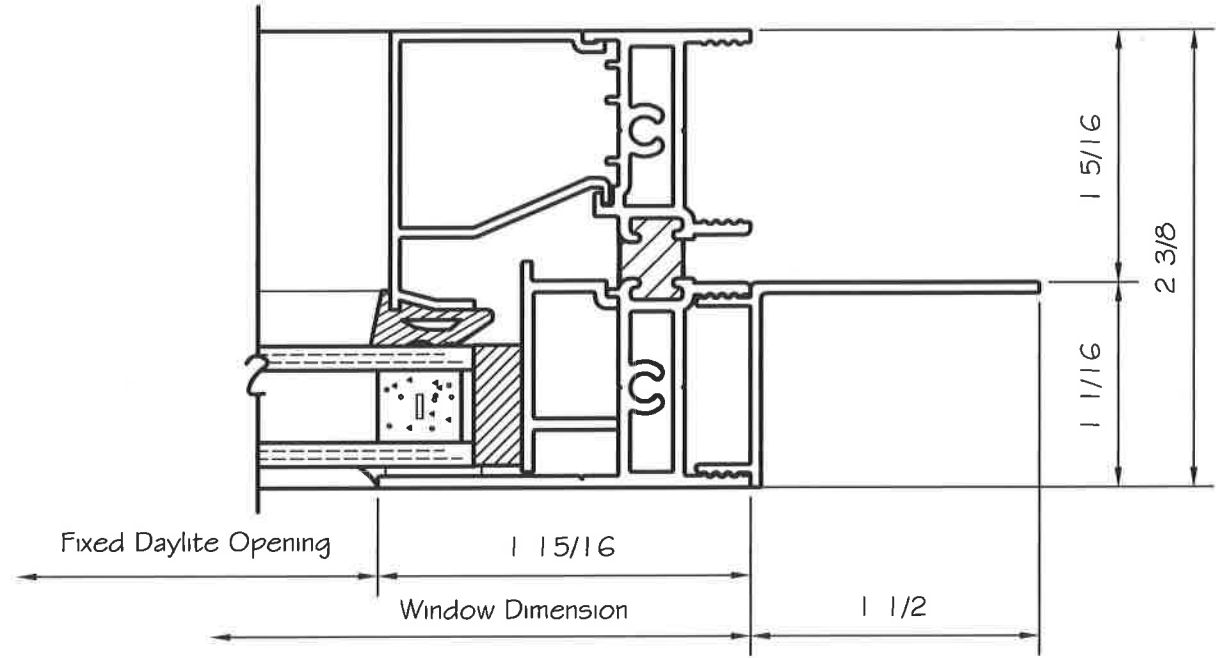 1 5/16
2 3/8
1 1/16
Fixed Daylite Opening
1 15/16
Window Dimension
1 1/2